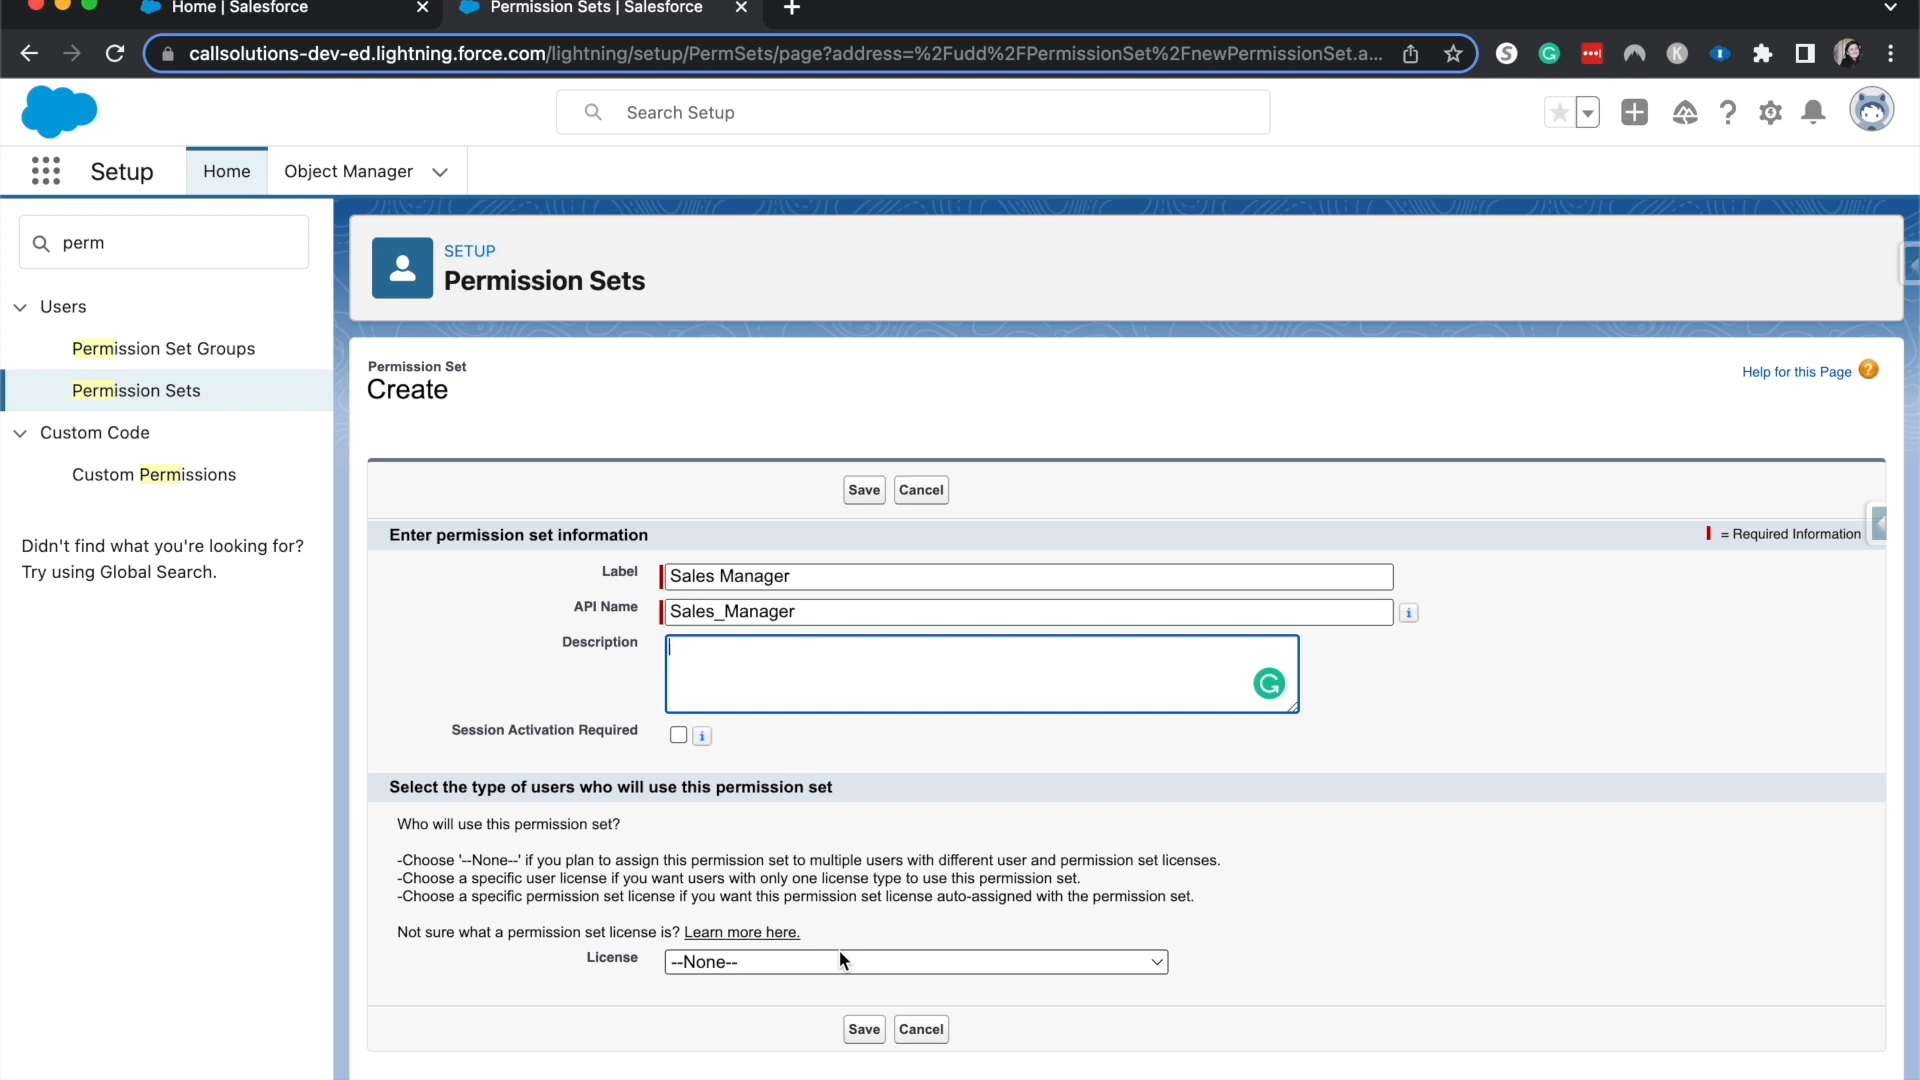 Home | Salesforce
Permission Sets | Salesforce
callsolutions-dev-ed.lightning.force.com/lightning/setup/PermSets/page?address=%2Fudd%2FPermissionSet%2FnewPermissionSet.a...
Search Setup
Setup
Home
Object Manager
perm
Users
Permission Set Groups
Permission Sets
Custom Code
Custom Permissions
Didn't find what you're looking for?
Try using Global Search.
SETUP
Permission Sets
Permission Set
Create
Help for this Page
Save
Cancel
Enter permission set information
= Required Information
Label
Sales Manager
API Name
Sales_Manager
i
Description
Session Activation Required
i
Select the type of users who will use this permission set
Who will use this permission set?
-Choose '--None--' if you plan to assign this permission set to multiple users with different user and permission set licenses.
-Choose a specific user license if you want users with only one license type to use this permission set.
-Choose a specific permission set license if you want this permission set license auto-assigned with the permission set.
Not sure what a permission set license is? Learn more here.
License
--None--
Save
Cancel